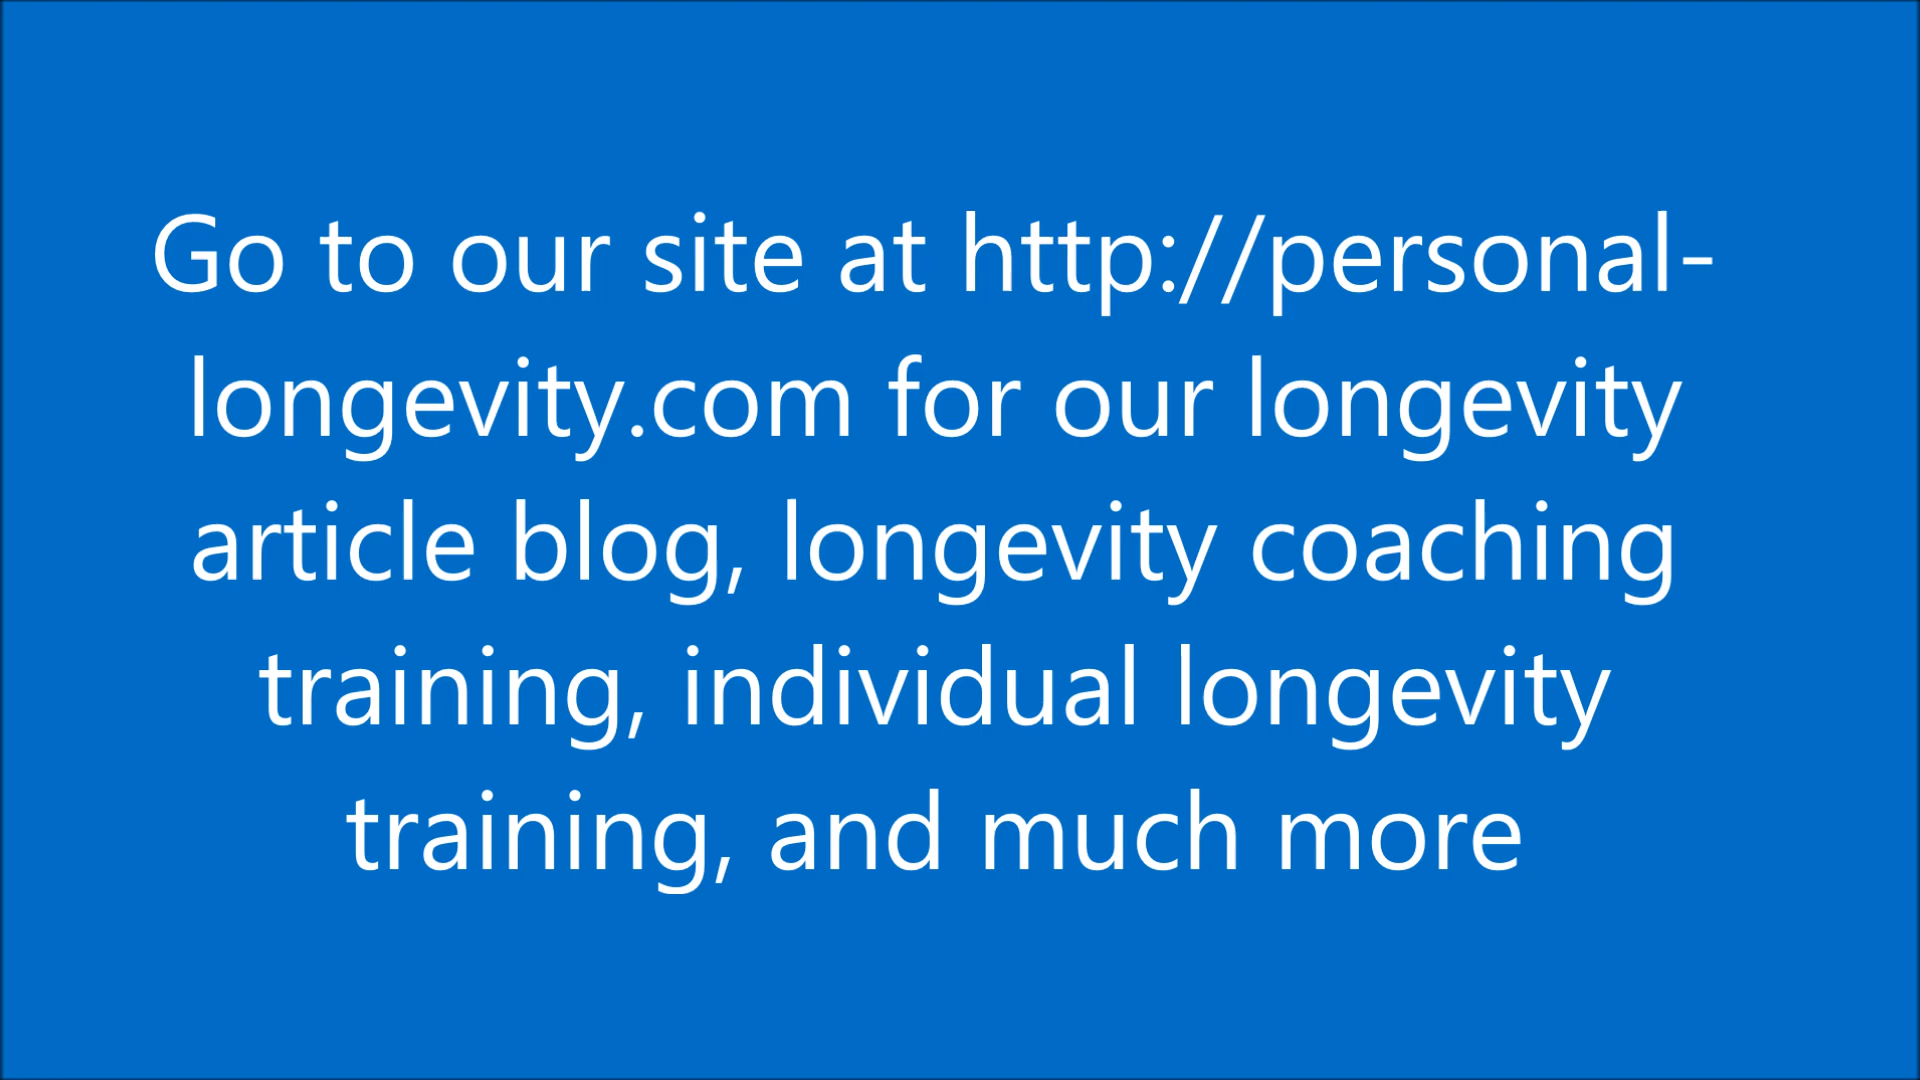 Go to our site at http://personal-
longevity.com for our longevity
article blog, longevity coaching
training, individual longevity
training, and much more